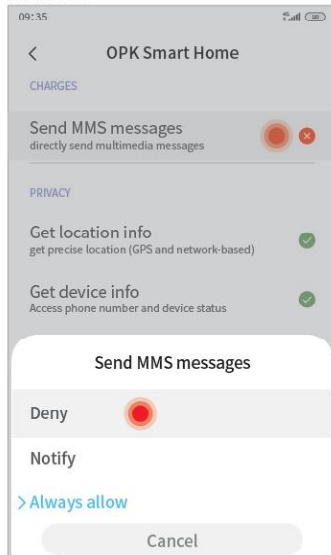 09:35
OPK Smart Home
CHARGES
Send MMS messages
directly send multimedia messages
PRIVACY
Get location info
get precise location (GPS and network-based)
Get device info
Access phone number and device status
Send MMS messages
Deny
Notify
Always allow
Cancel